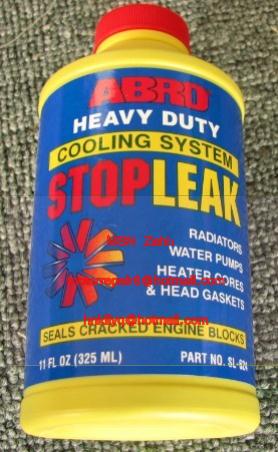 ABRO
HEAVY DUTY
COOLING SYSTEM
STOPLEAK
RADIATORS
WATER PUMPS
HEATER CORES
& HEAD GASKETS
SEALS CRACKED ENGINE BLOCKS
11 FL OZ (325 ML)
PART NO. SL-624